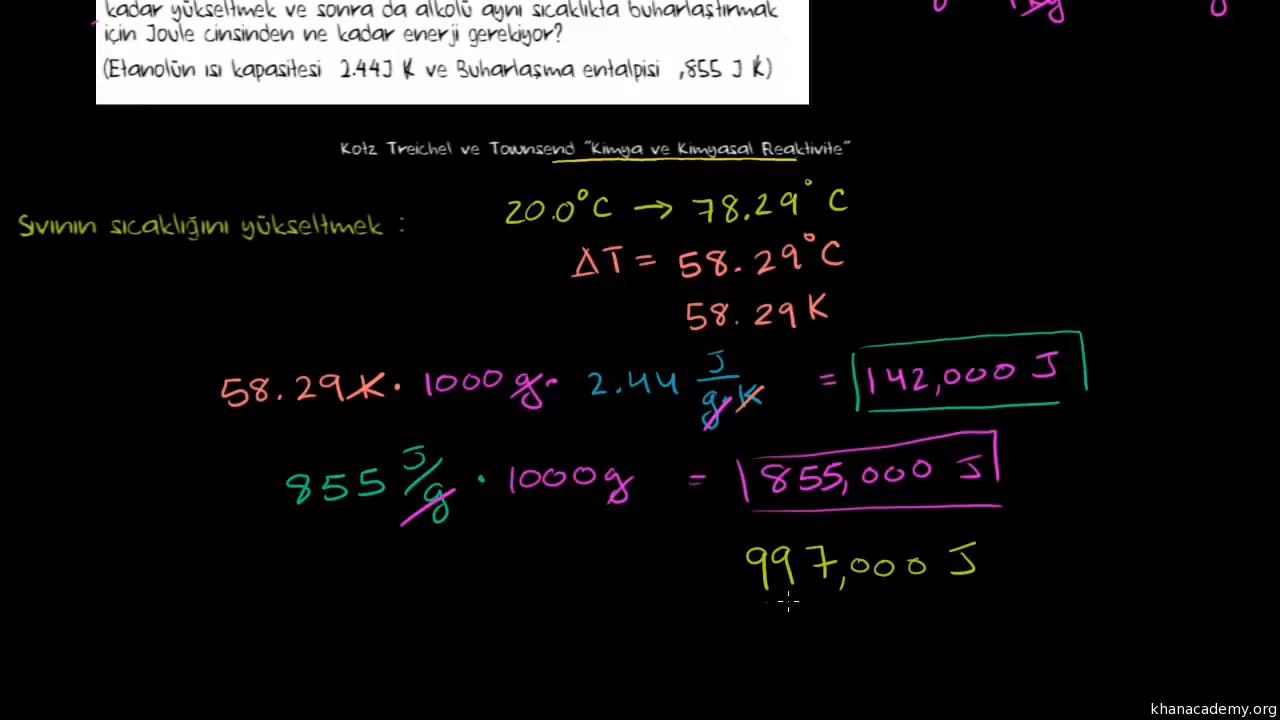 kadar yükseltmek ve sonra da alkolü aynı sıcaklıkta buharlaştırmak
için Joule cinsinden ne kadar enerji gerekiyor?
(Etanolün ısı kapasitesi 2.44J K ve Buharlaşma entalpisi ,855 J K)
Kotz Treichel ve Townsend "Kimya ve Kimyasal Reaktivite"
Sıvının sıcaklığını yükseltmek :
20.0°C → 78.29°C
ΔT = 58.29°C
58.29K
58.29K · 1000 g · 2.44 J/g·K = 142,000 J
855 J/g · 1000g = 855,000 J
997,000 J
khanacademy.org